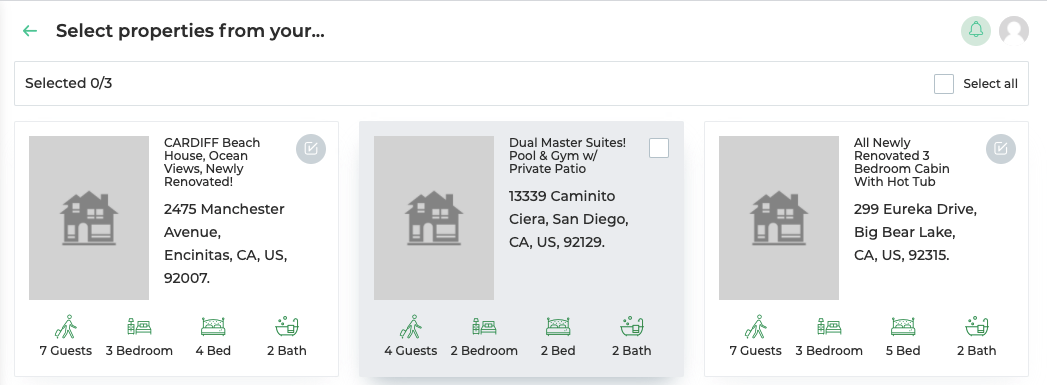 Select properties from your...
Selected 0/3
Select all
CARDIFF Beach
House, Ocean
Views, Newly
Renovated!
2475 Manchester
Avenue,
Encinitas, CA, US,
92007.
7 Guests
3 Bedroom
4 Bed
2 Bath
Dual Master Suites!
Pool & Gym w/
Private Patio
13339 Caminito
Ciera, San Diego,
CA, US, 92129.
4 Guests
2 Bedroom
2 Bed
2 Bath
All Newly
Renovated 3
Bedroom Cabin
With Hot Tub
299 Eureka Drive,
Big Bear Lake,
CA, US, 92315.
7 Guests
3 Bedroom
5 Bed
2 Bath